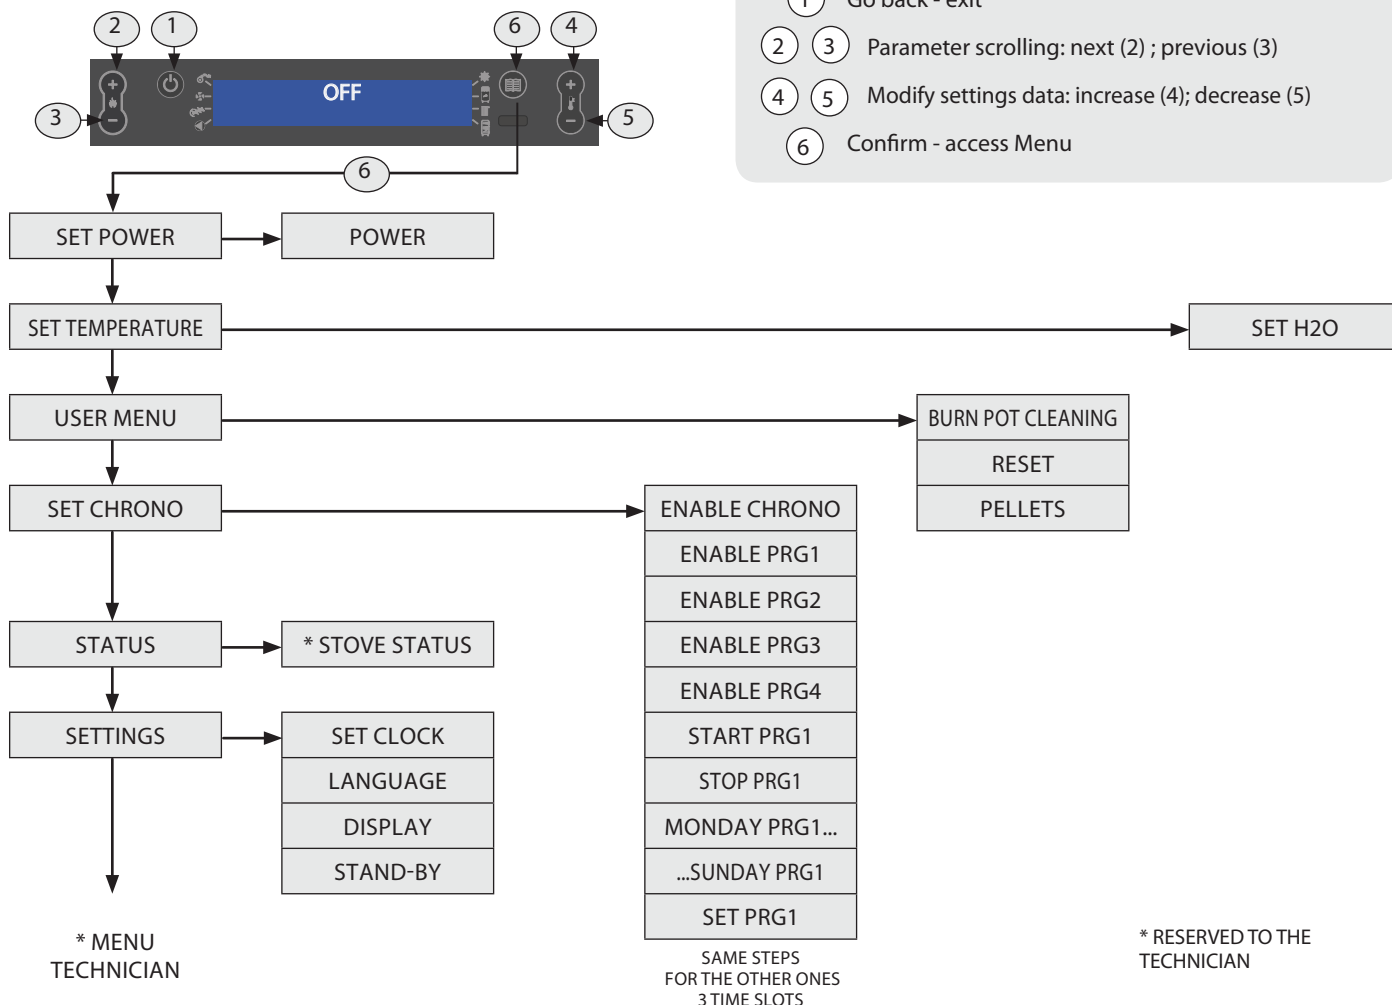 2
1
6
4
1 Go back - exit
2 3 Parameter scrolling: next (2) ; previous (3)
4 5 Modify settings data: increase (4); decrease (5)
6 Confirm - access Menu
OFF
3
5
6
SET POWER
POWER
SET TEMPERATURE
SET H2O
USER MENU
BURN POT CLEANING
RESET
PELLETS
SET CHRONO
ENABLE CHRONO
ENABLE PRG1
ENABLE PRG2
ENABLE PRG3
ENABLE PRG4
START PRG1
STOP PRG1
MONDAY PRG1...
...SUNDAY PRG1
SET PRG1
SAME STEPS
FOR THE OTHER ONES
3 TIME SLOTS
STATUS
* STOVE STATUS
SETTINGS
SET CLOCK
LANGUAGE
DISPLAY
STAND-BY
* MENU
TECHNICIAN
* RESERVED TO THE
TECHNICIAN